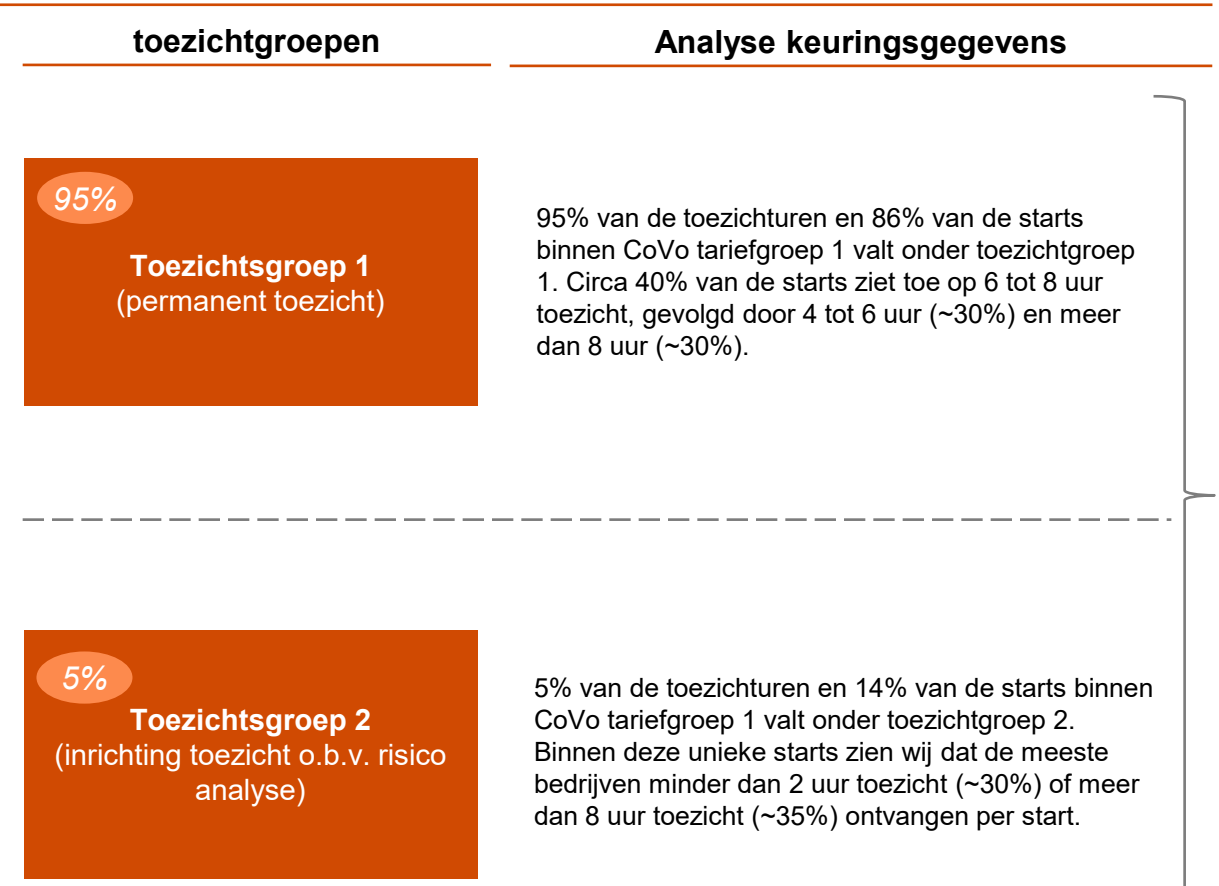 toezichtgroepen
Analyse keuringsgegevens
95%
Toezichtsgroep 1
(permanent toezicht)
95% van de toezichturen en 86% van de starts
binnen CoVo tariefgroep 1 valt onder toezichtgroep
1. Circa 40% van de starts ziet toe op 6 tot 8 uur
toezicht, gevolgd door 4 tot 6 uur (~30%) en meer
dan 8 uur (~30%).
5%
Toezichtsgroep 2
(inrichting toezicht o.b.v. risico
analyse)
5% van de toezichturen en 14% van de starts binnen
CoVo tariefgroep 1 valt onder toezichtgroep 2.
Binnen deze unieke starts zien wij dat de meeste
bedrijven minder dan 2 uur toezicht (~30%) of meer
dan 8 uur toezicht (~35%) ontvangen per start.